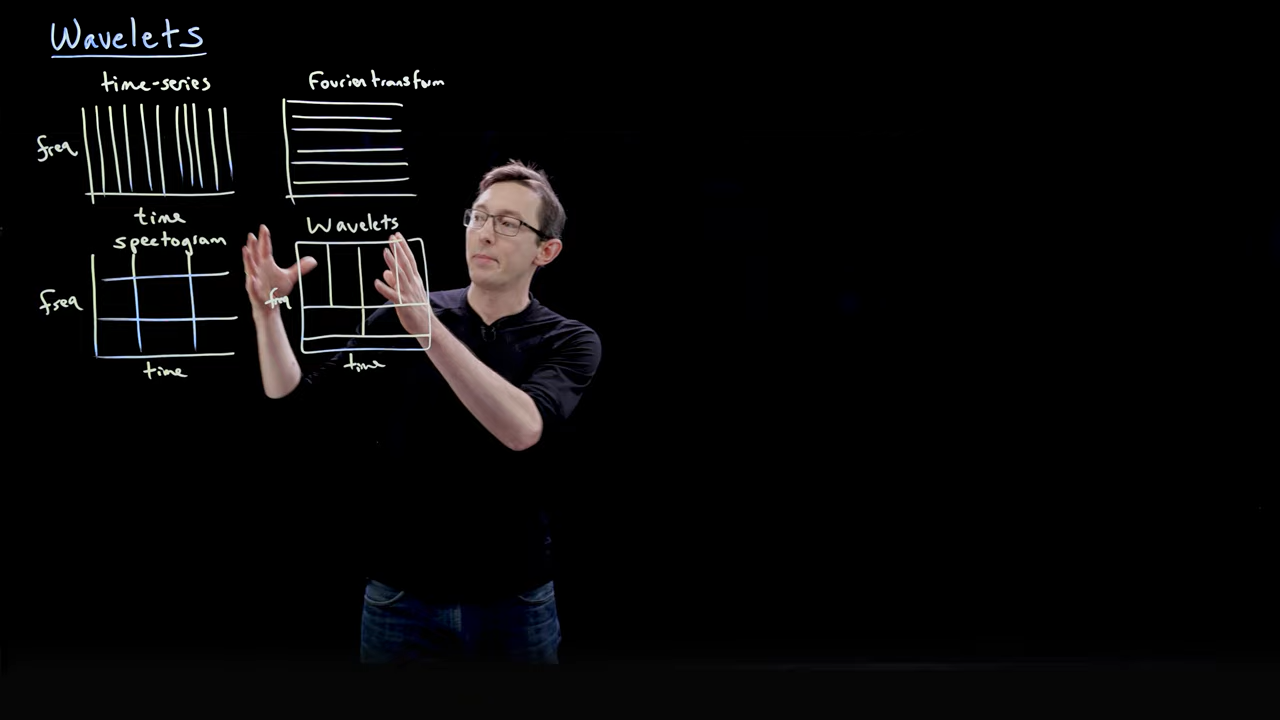 Wavelets
time-series
Fourier transform
freq
time
spectogram
Wavelets
freq
freq
time
time